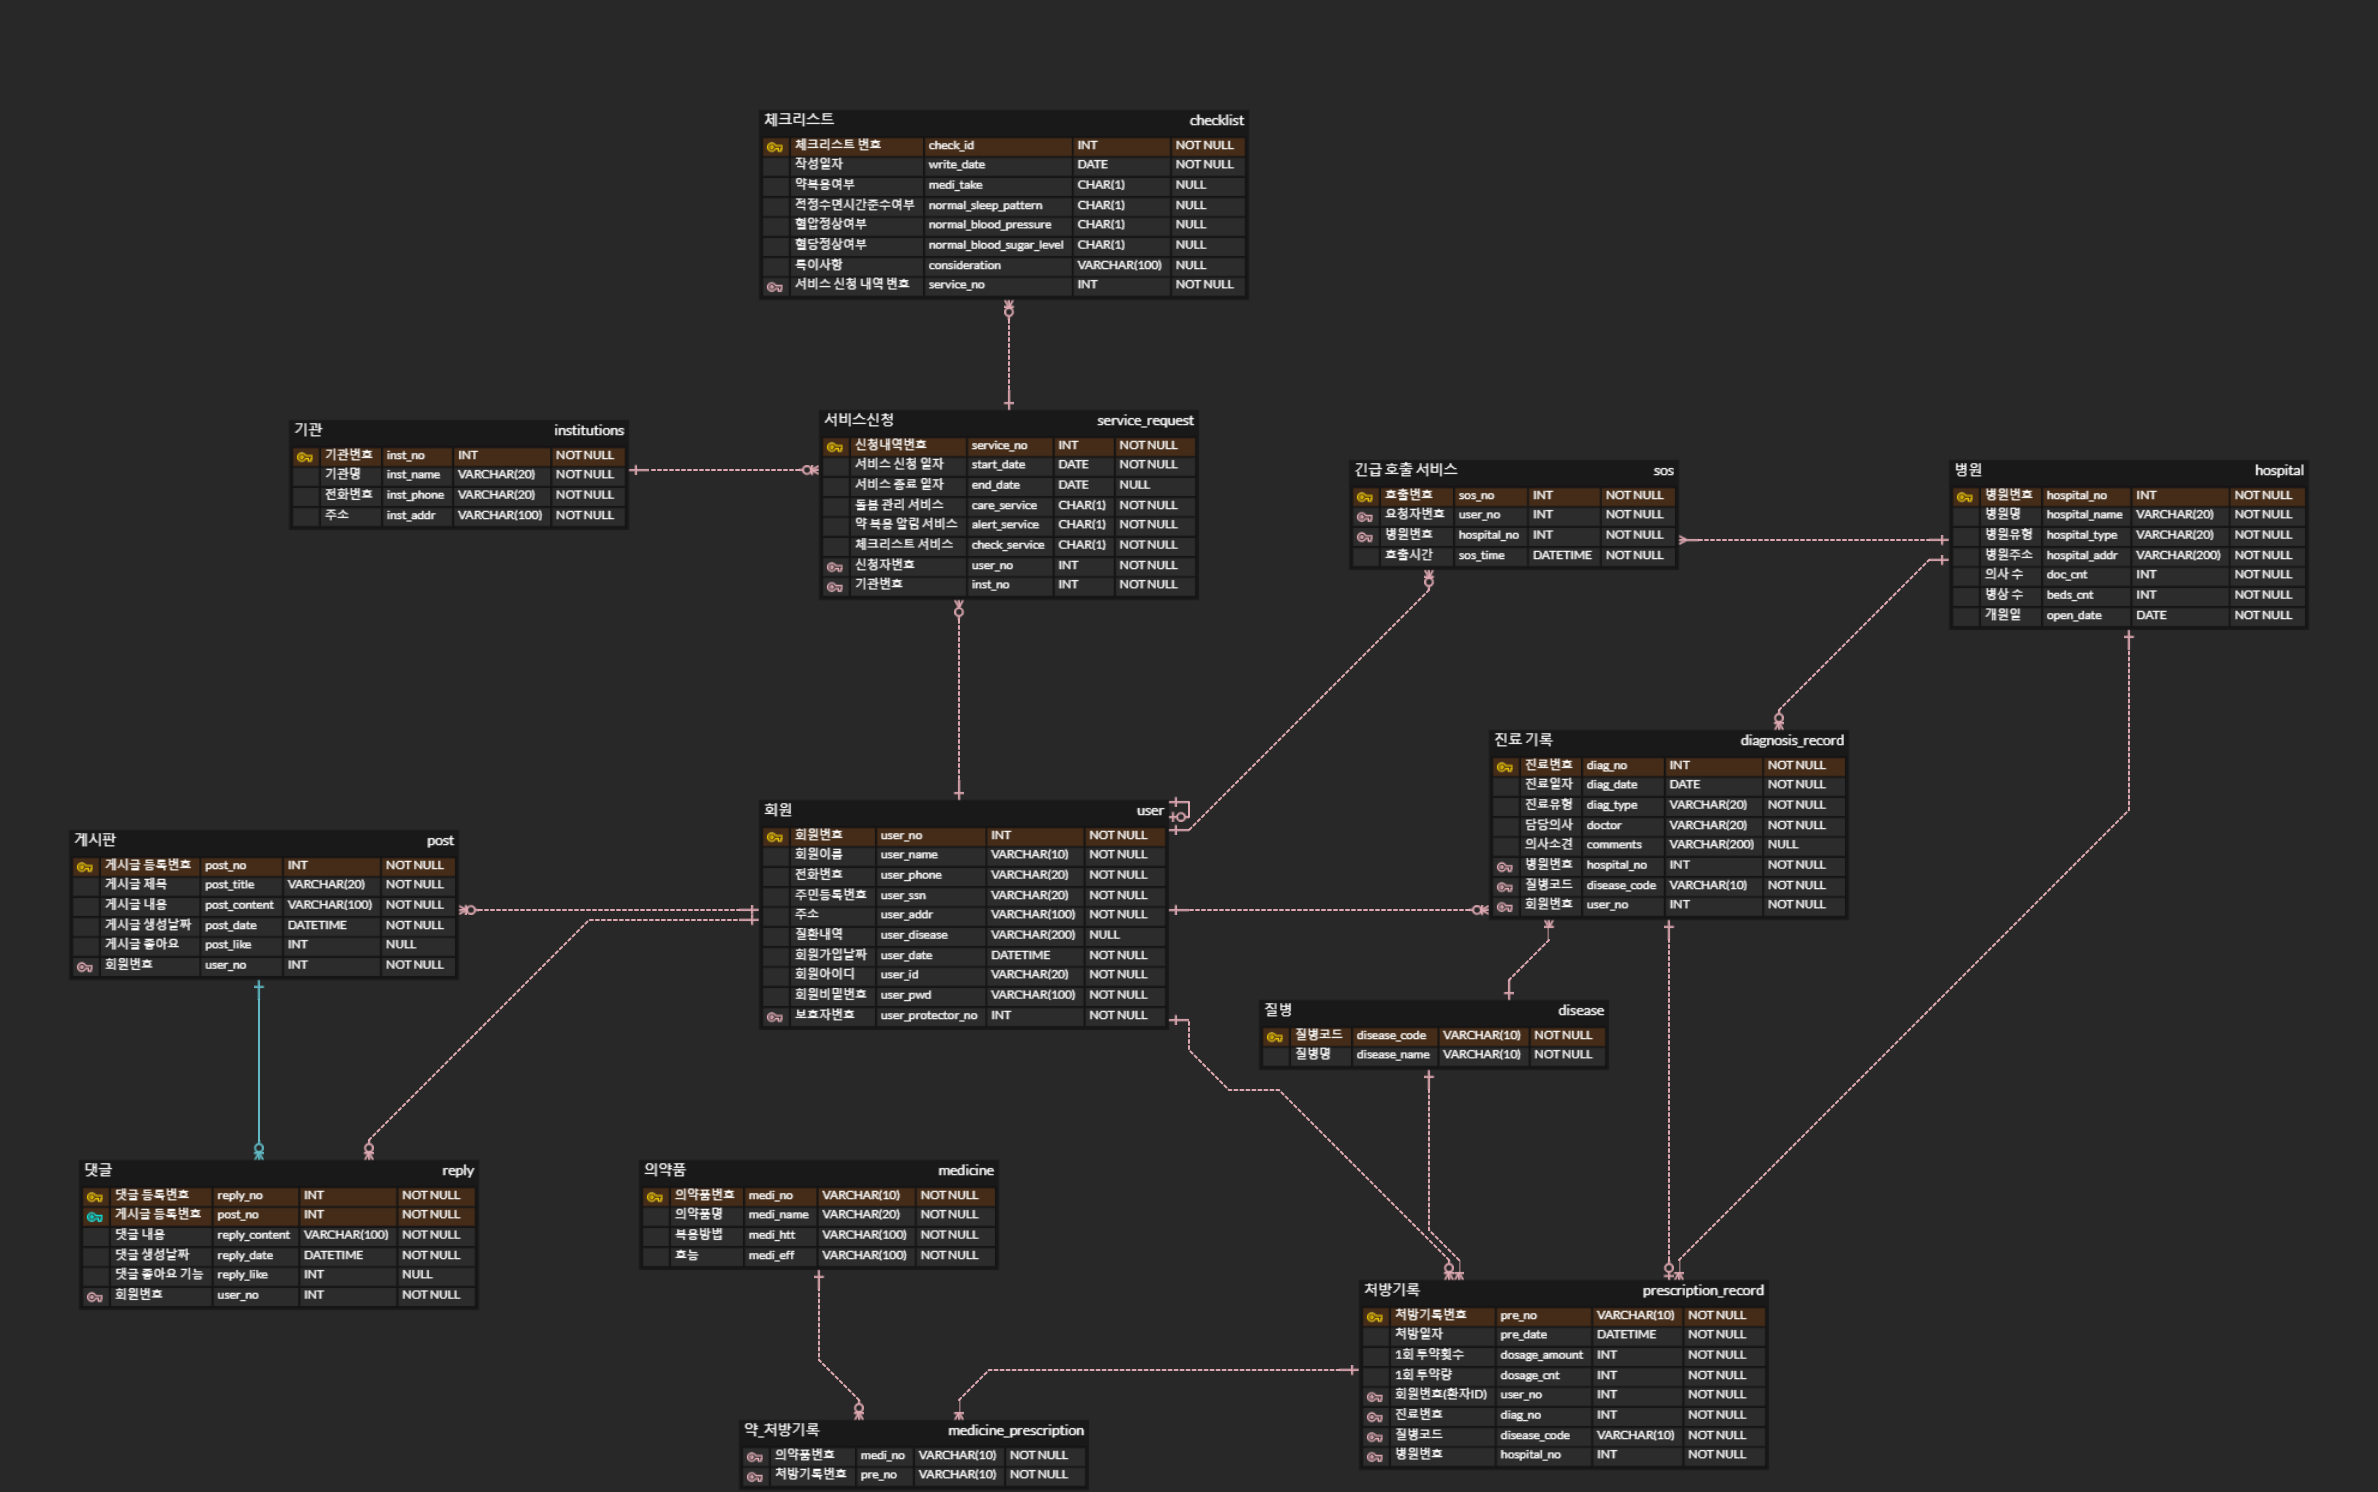 체크리스트 checklist
체크리스트 번호 check_id INT NOT NULL
작성일자 write_date DATE NOT NULL
약복용여부 medi_take CHAR(1) NULL
적정수면시간준수여부 normal_sleep_pattern CHAR(1) NULL
혈압정상여부 normal_blood_pressure CHAR(1) NULL
혈당정상여부 normal_blood_sugar_level CHAR(1) NULL
특이사항 consideration VARCHAR(100) NULL
서비스 신청 내역 번호 service_no INT NOT NULL
기관 institutions
기관번호 inst_no INT NOT NULL
기관명 inst_name VARCHAR(20) NOT NULL
전화번호 inst_phone VARCHAR(20) NOT NULL
주소 inst_addr VARCHAR(100) NOT NULL
서비스신청 service_request
신청내역번호 service_no INT NOT NULL
서비스 신청 일자 start_date DATE NOT NULL
서비스 종료 일자 end_date DATE NULL
돌봄 관리 서비스 care_service CHAR(1) NOT NULL
약 복용 알림 서비스 alert_service CHAR(1) NOT NULL
체크리스트 서비스 check_service CHAR(1) NOT NULL
신청자번호 user_no INT NOT NULL
기관번호 inst_no INT NOT NULL
긴급 호출 서비스 sos
호출번호 sos_no INT NOT NULL
요청자번호 user_no INT NOT NULL
병원번호 hospital_no INT NOT NULL
호출시간 sos_time DATETIME NOT NULL
병원 hospital
병원번호 hospital_no INT NOT NULL
병원명 hospital_name VARCHAR(20) NOT NULL
병원유형 hospital_type VARCHAR(20) NOT NULL
병원주소 hospital_addr VARCHAR(200) NOT NULL
의사 수 doc_cnt INT NOT NULL
병상 수 beds_cnt INT NOT NULL
개원일 open_date DATE NOT NULL
진료 기록 diagnosis_record
진료번호 diag_no INT NOT NULL
진료일자 diag_date DATE NOT NULL
진료유형 diag_type VARCHAR(20) NOT NULL
담당의사 doctor VARCHAR(20) NOT NULL
의사소견 comments VARCHAR(200) NULL
병원번호 hospital_no INT NOT NULL
질병코드 disease_code VARCHAR(10) NOT NULL
회원번호 user_no INT NOT NULL
회원 user
회원번호 user_no INT NOT NULL
회원이름 user_name VARCHAR(10) NOT NULL
전화번호 user_phone VARCHAR(20) NOT NULL
주민등록번호 user_ssn VARCHAR(20) NOT NULL
주소 user_addr VARCHAR(100) NOT NULL
질환내역 user_disease VARCHAR(200) NULL
회원가입날짜 user_date DATETIME NOT NULL
회원아이디 user_id VARCHAR(20) NOT NULL
회원비밀번호 user_pwd VARCHAR(100) NOT NULL
보호자번호 user_protector_no INT NOT NULL
게시판 post
게시글 등록번호 post_no INT NOT NULL
게시글 제목 post_title VARCHAR(20) NOT NULL
게시글 내용 post_content VARCHAR(100) NOT NULL
게시글 생성날짜 post_date DATETIME NOT NULL
게시글 좋아요 post_like INT NULL
회원번호 user_no INT NOT NULL
질병 disease
질병코드 disease_code VARCHAR(10) NOT NULL
질병명 disease_name VARCHAR(10) NOT NULL
댓글 reply
댓글 등록번호 reply_no INT NOT NULL
게시글 등록번호 post_no INT NOT NULL
댓글 내용 reply_content VARCHAR(100) NOT NULL
댓글 생성날짜 reply_date DATETIME NOT NULL
댓글 좋아요 기능 reply_like INT NULL
회원번호 user_no INT NOT NULL
의약품 medicine
의약품번호 medi_no VARCHAR(10) NOT NULL
의약품명 medi_name VARCHAR(20) NOT NULL
복용방법 medi_htt VARCHAR(100) NOT NULL
효능 medi_eff VARCHAR(100) NOT NULL
처방기록 prescription_record
처방기록번호 pre_no VARCHAR(10) NOT NULL
처방일자 pre_date DATETIME NOT NULL
1회 투약횟수 dosage_amount INT NOT NULL
1회 투약량 dosage_cnt INT NOT NULL
회원번호(환자ID) user_no INT NOT NULL
진료번호 diag_no INT NOT NULL
질병코드 disease_code VARCHAR(10) NOT NULL
병원번호 hospital_no INT NOT NULL
약_처방기록 medicine_prescription
의약품번호 medi_no VARCHAR(10) NOT NULL
처방기록번호 pre_no VARCHAR(10) NOT NULL